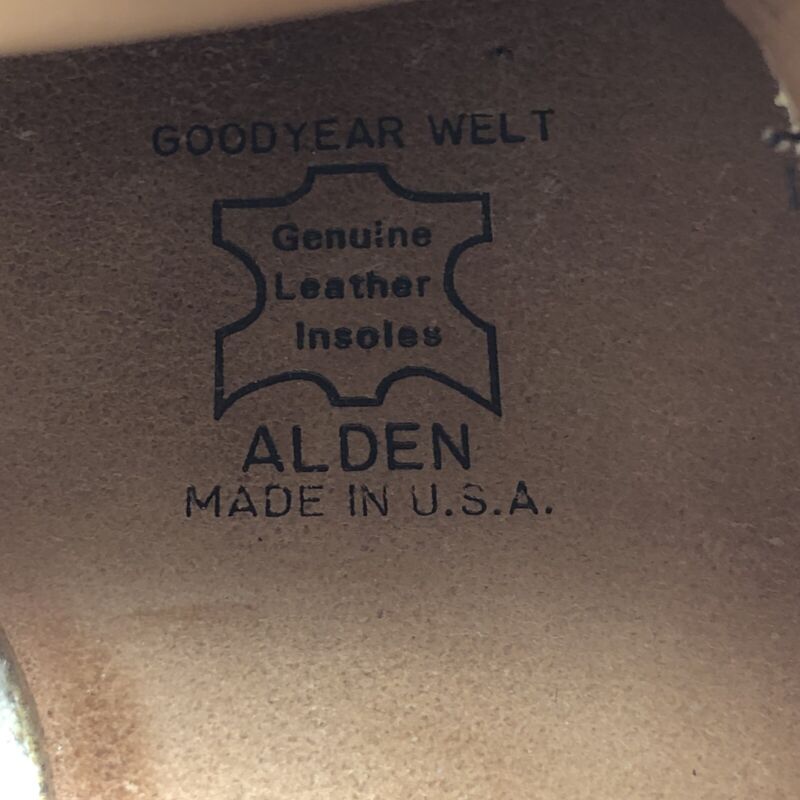 GOODYEAR WELT
Genuine
Leather
Insoles
ALDEN
MADE IN U.S.A.